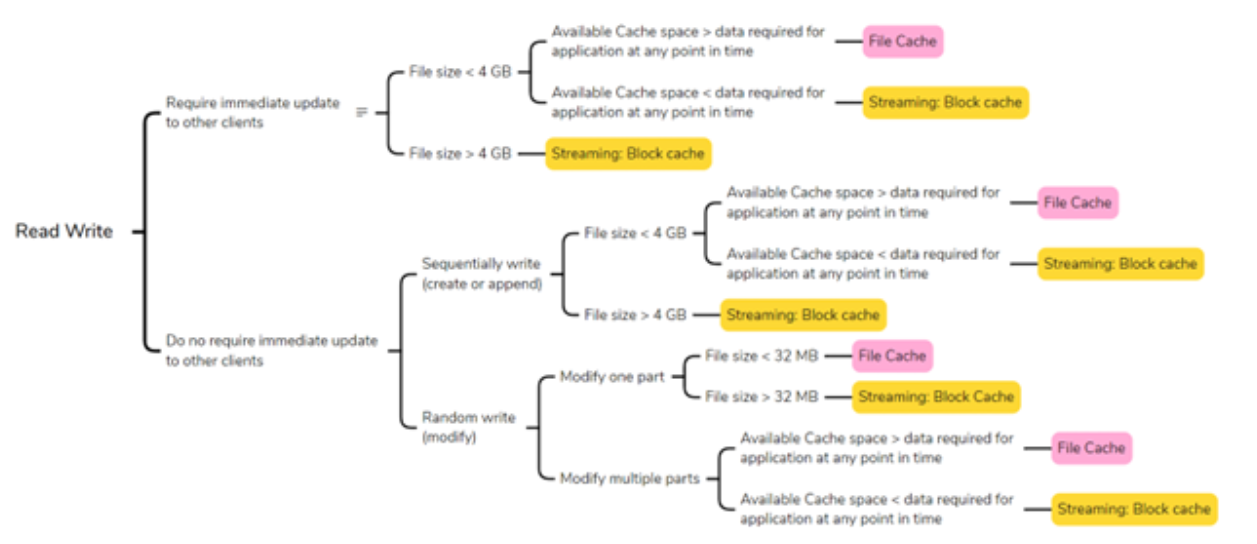 Read Write
Require immediate update
to other clients
File size < 4 GB
Available Cache space > data required for
application at any point in time
File Cache
Available Cache space < data required for
application at any point in time
Streaming: Block cache
File size > 4 GB
Streaming: Block cache
Do no require immediate update
to other clients
Sequentially write
(create or append)
File size < 4 GB
Available Cache space > data required for
application at any point in time
File Cache
Available Cache space < data required for
application at any point in time
Streaming: Block cache
File size > 4 GB
Streaming: Block cache
Random write
(modify)
Modify one part
File size < 32 MB
File Cache
File size > 32 MB
Streaming: Block Cache
Modify multiple parts
Available Cache space > data required for
application at any point in time
File Cache
Available Cache space < data required for
application at any point in time
Streaming: Block cache